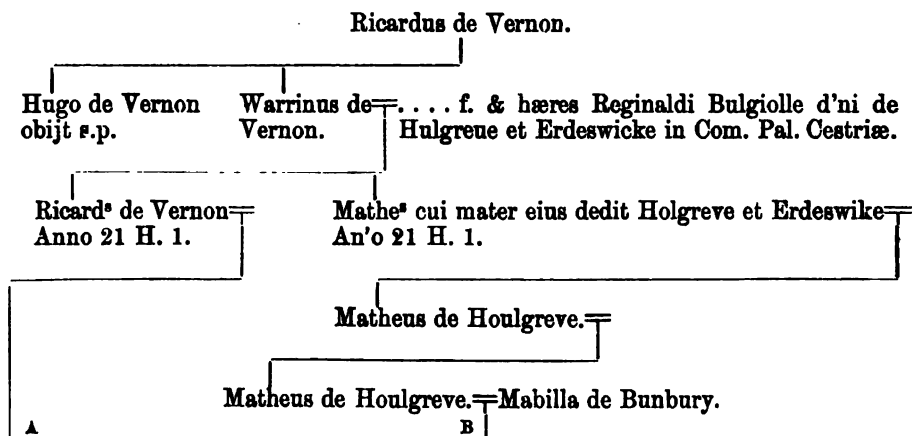 Ricardus de Vernon.
Hugo de Vernon
obijt s.p.
Warrinus de
Vernon.
.... f. & hæres Reginaldi Bulgiolle d'ni de
Hulgreue et Erdeswicke in Com. Pal. Cestriæ.
Ricardˢ de Vernon
Anno 21 H. 1.
Matheˢ cui mater eius dedit Holgreve et Erdeswike
An'o 21 H. 1.
Matheus de Houlgreve.
Matheus de Houlgreve.=Mabilla de Bunbury.
A
B